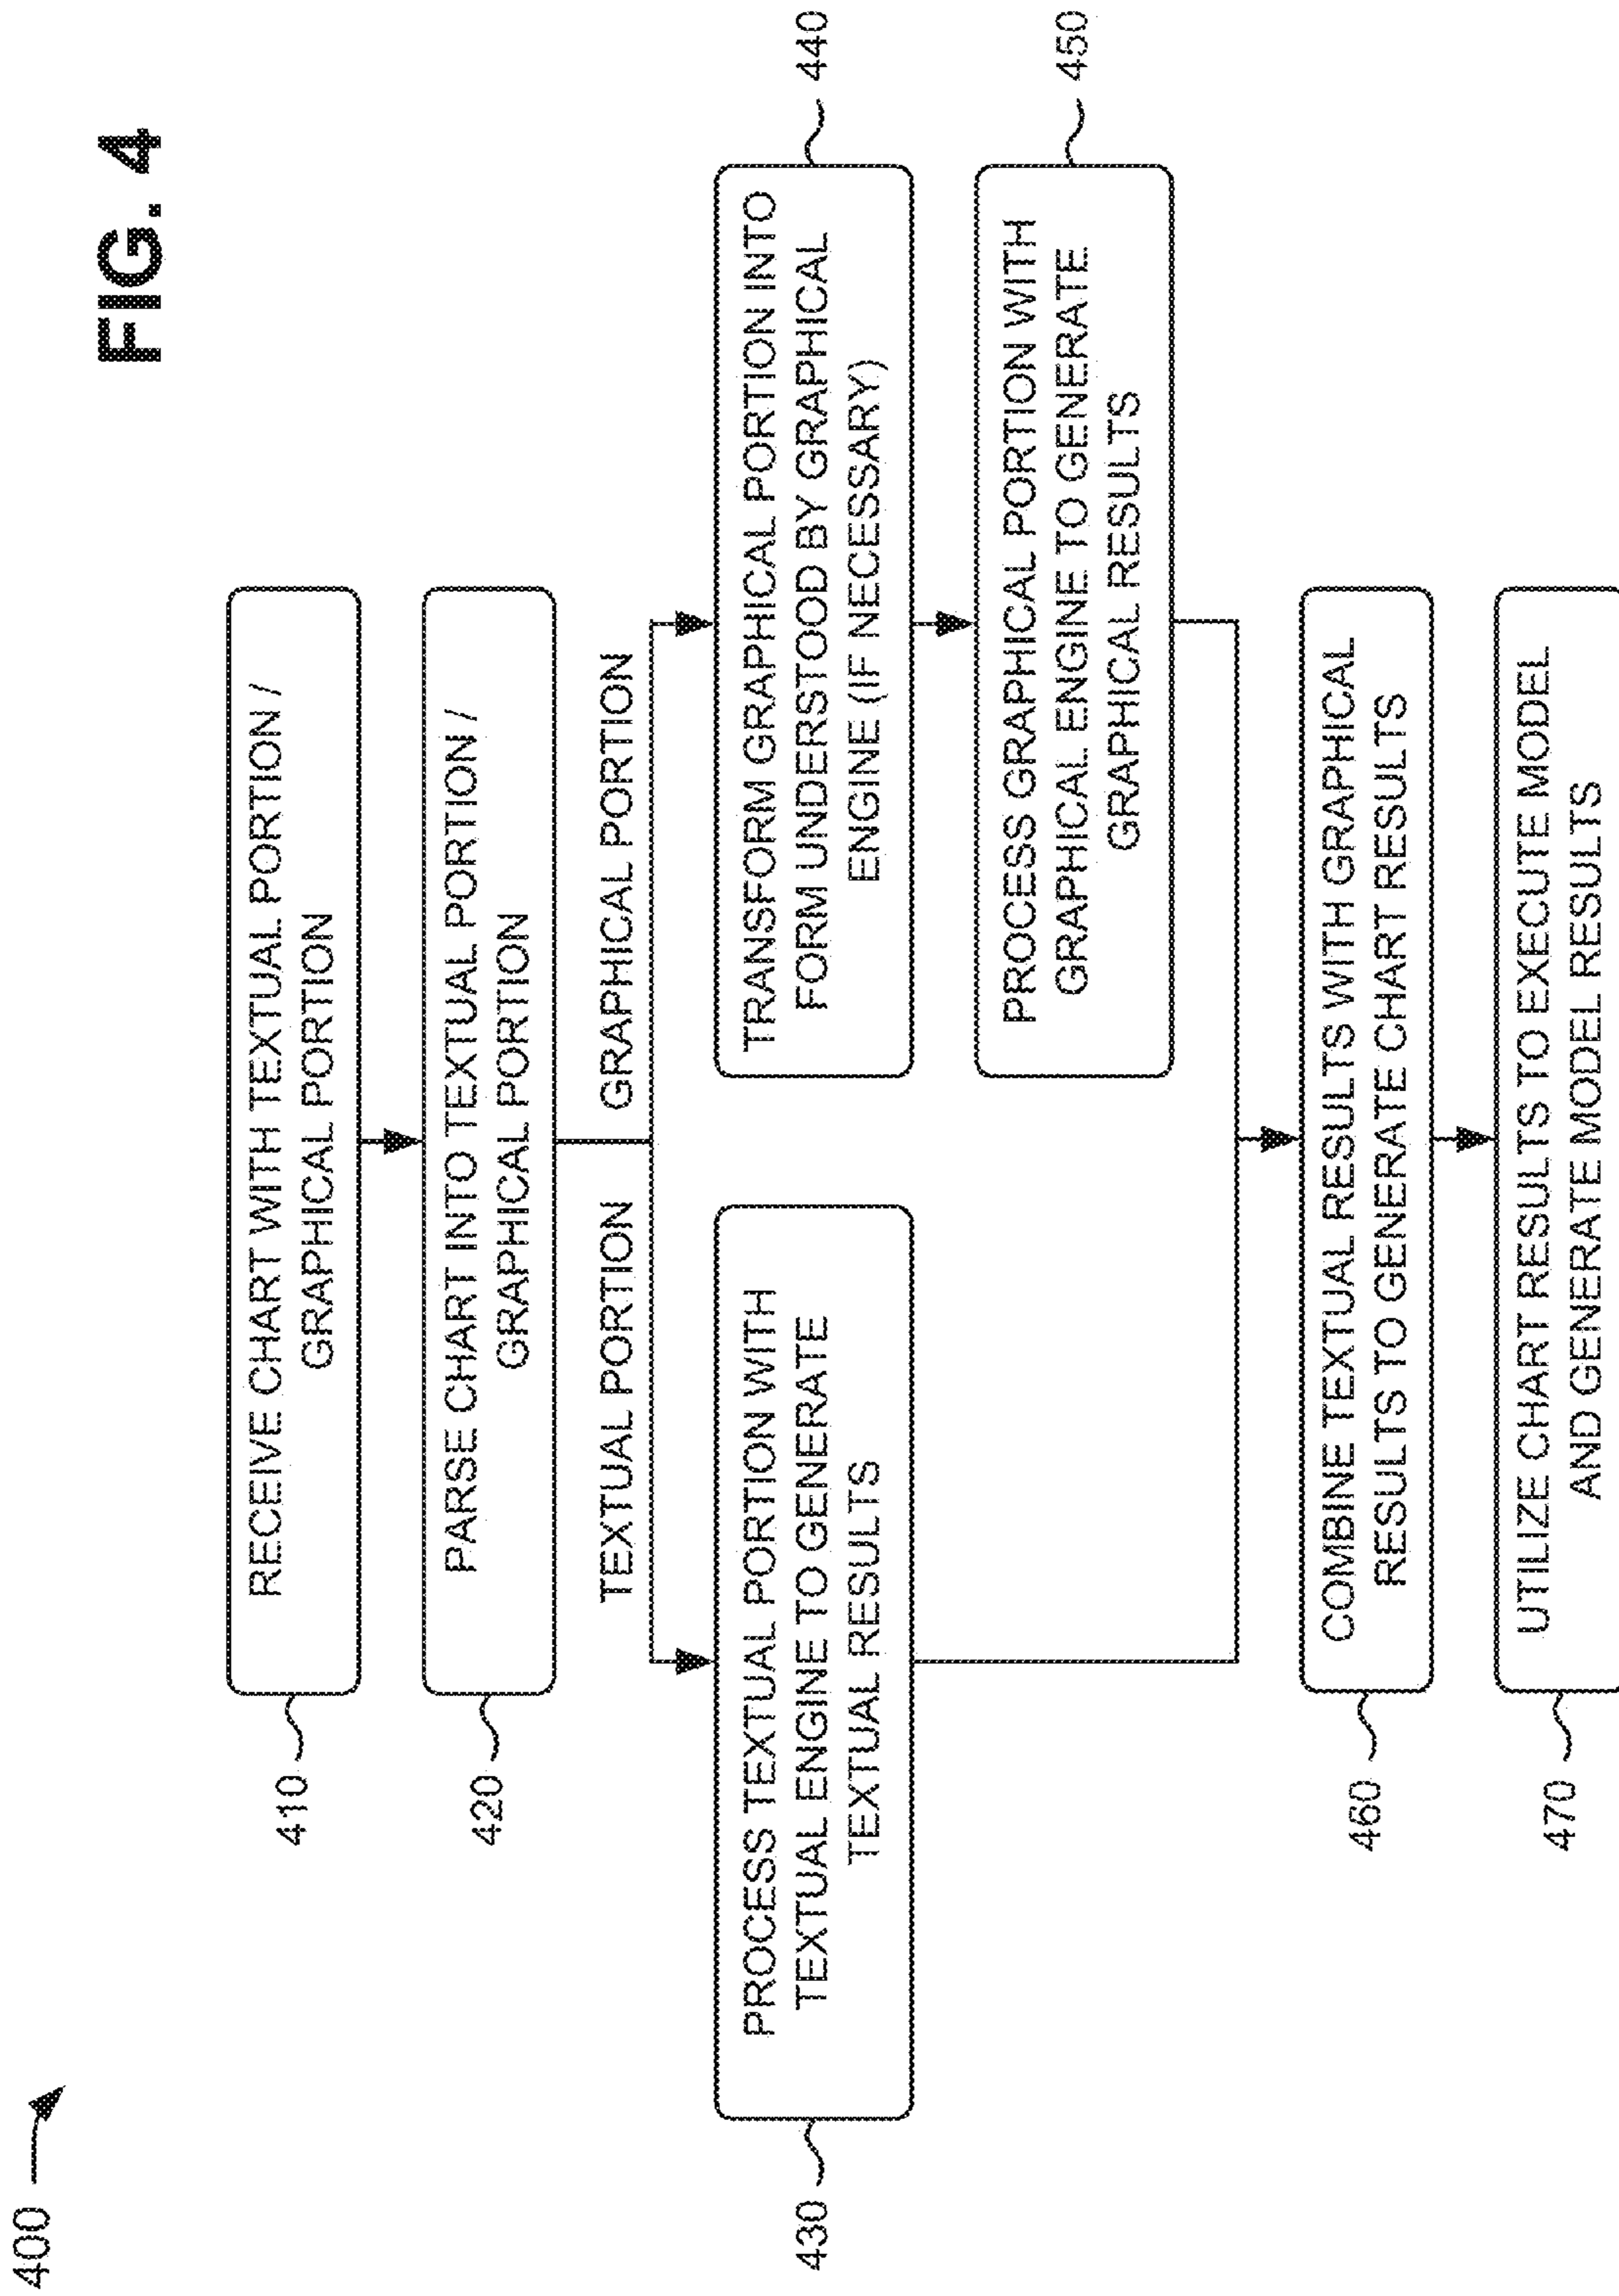 400
FIG. 4
410
RECEIVE CHART WITH TEXTUAL PORTION /
GRAPHICAL PORTION
420
PARSE CHART INTO TEXTUAL PORTION /
GRAPHICAL PORTION
TEXTUAL PORTION
GRAPHICAL PORTION
430
PROCESS TEXTUAL PORTION WITH
TEXTUAL ENGINE TO GENERATE
TEXTUAL RESULTS
TRANSFORM GRAPHICAL PORTION INTO
FORM UNDERSTOOD BY GRAPHICAL
ENGINE (IF NECESSARY)
440
PROCESS GRAPHICAL PORTION WITH
GRAPHICAL ENGINE TO GENERATE
GRAPHICAL RESULTS
450
460
COMBINE TEXTUAL RESULTS WITH GRAPHICAL
RESULTS TO GENERATE CHART RESULTS
470
UTILIZE CHART RESULTS TO EXECUTE MODEL
AND GENERATE MODEL RESULTS